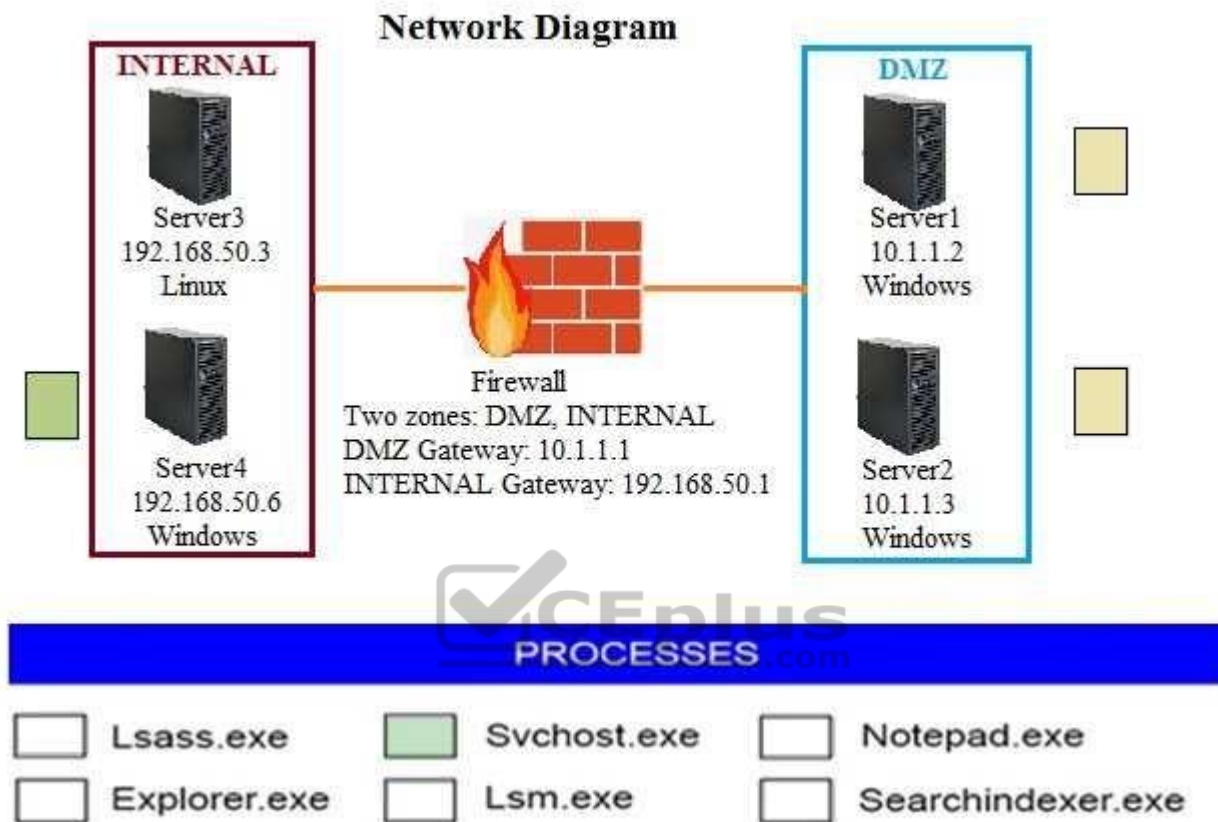 Network Diagram
INTERNAL
Server3
192.168.50.3
Linux
Server4
192.168.50.6
Windows
Firewall
Two zones: DMZ, INTERNAL
DMZ Gateway: 10.1.1.1
INTERNAL Gateway: 192.168.50.1
DMZ
Server1
10.1.1.2
Windows
Server2
10.1.1.3
Windows
CEplus
.com
PROCESSES
Lsass.exe
Svchost.exe
Notepad.exe
Explorer.exe
Lsm.exe
Searchindexer.exe